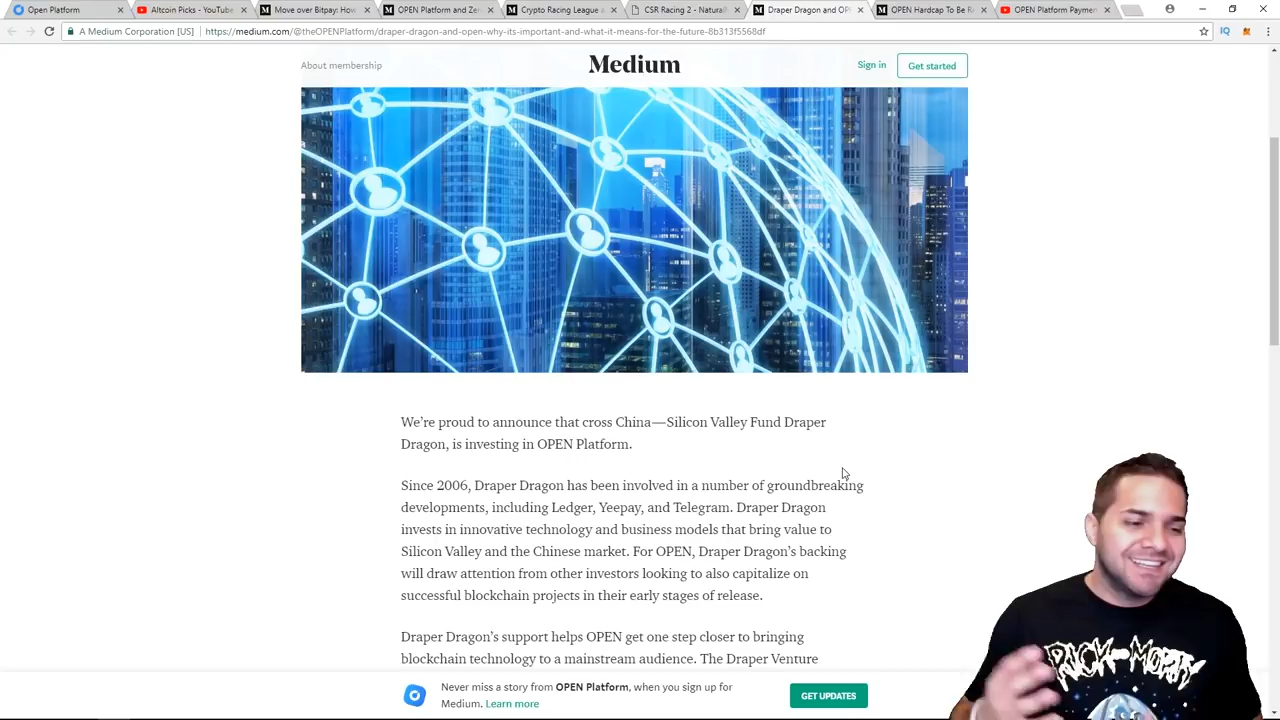 Open Platform
Altcoin Picks - YouTube
Move over Bitpay: How
OPEN Platform and Ze
Crypto Racing League a
CSR Racing 2 - Natural
Draper Dragon and OP
OPEN Hardcap To Be R
OPEN Platform Paymen
A Medium Corporation [US]
https://medium.com/@theOPENPlatform/draper-dragon-and-open-why-its-important-and-what-it-means-for-the-future-8b313f5568df
IQ
About membership
Medium
Sign in
Get started
We’re proud to announce that cross China—Silicon Valley Fund Draper
Dragon, is investing in OPEN Platform.
Since 2006, Draper Dragon has been involved in a number of groundbreaking
developments, including Ledger, Yeepay, and Telegram. Draper Dragon
invests in innovative technology and business models that bring value to
Silicon Valley and the Chinese market. For OPEN, Draper Dragon’s backing
will draw attention from other investors looking to also capitalize on
successful blockchain projects in their early stages of release.
Draper Dragon’s support helps OPEN get one step closer to bringing
blockchain technology to a mainstream audience. The Draper Venture
Never miss a story from OPEN Platform, when you sign up for
Medium. Learn more
GET UPDATES
RICK AND MORTY